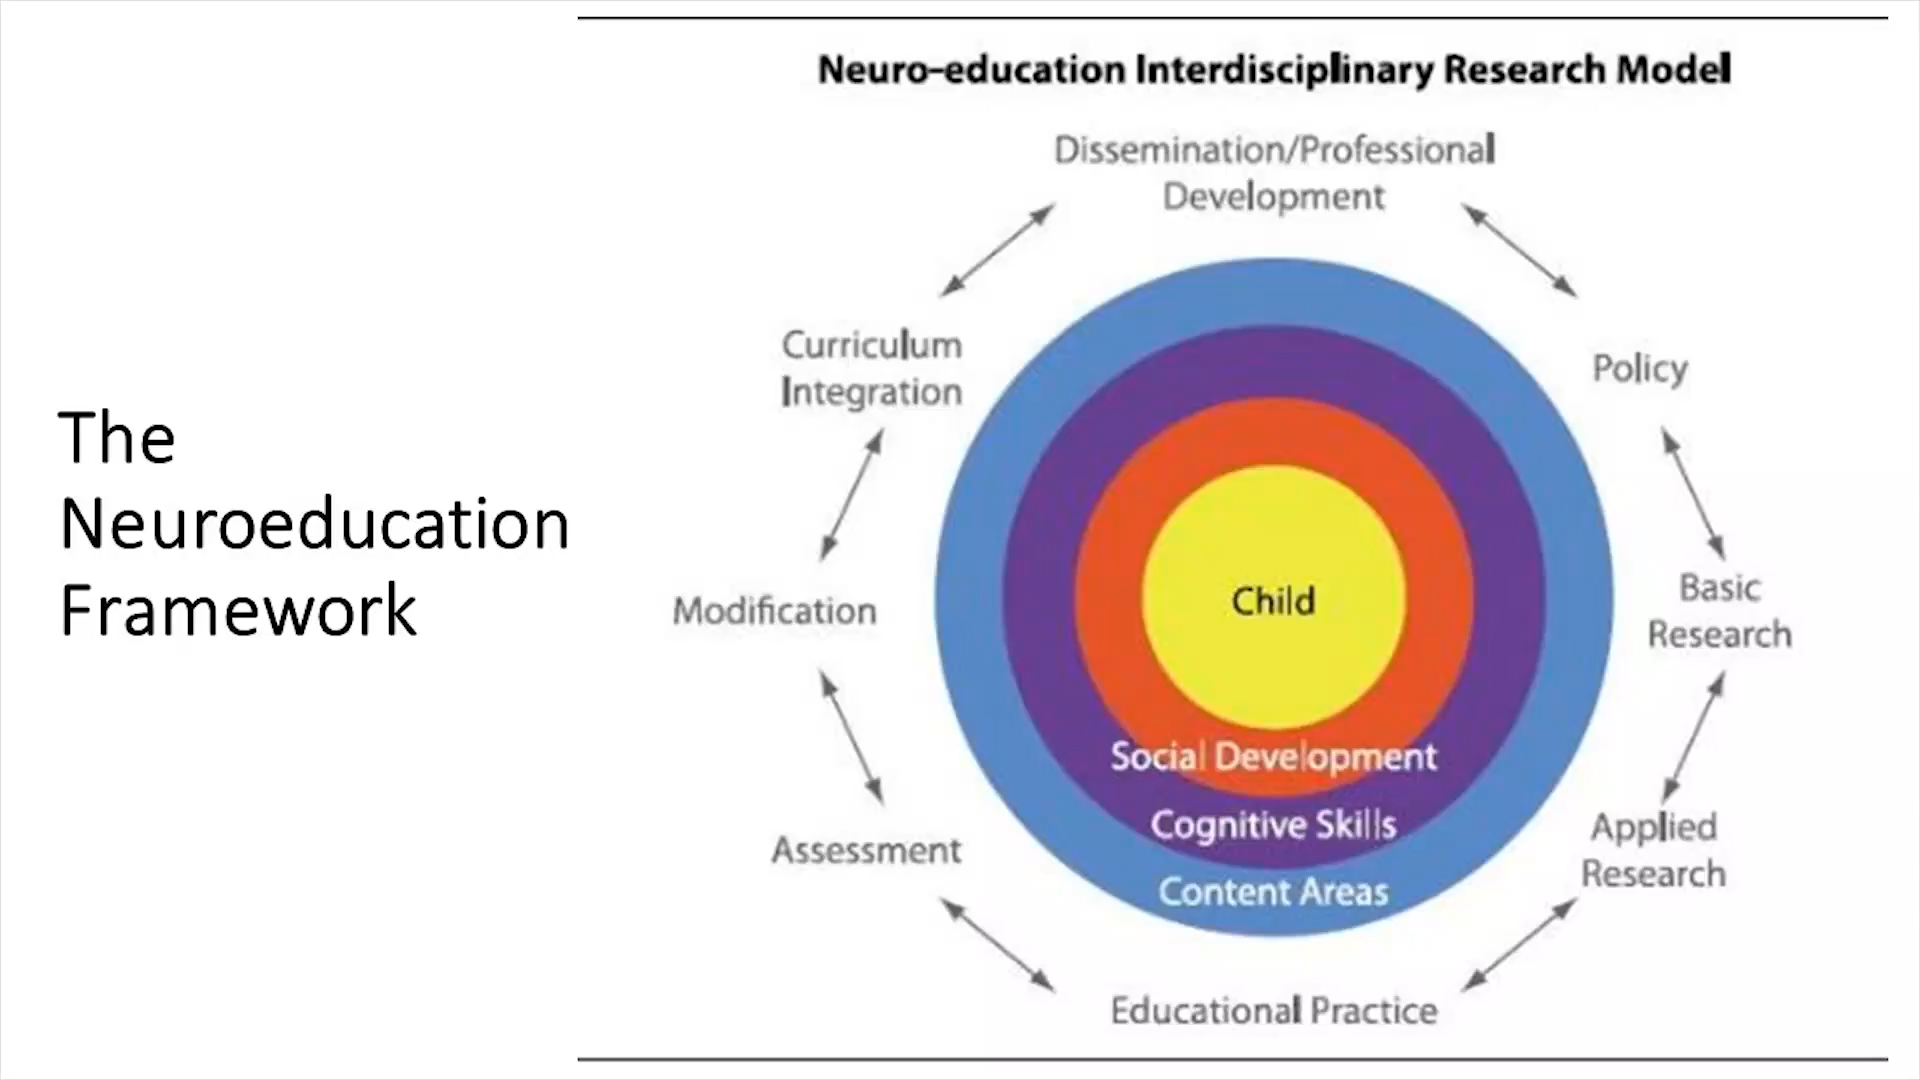 The
Neuroeducation
Framework
Neuro-education Interdisciplinary Research Model
Dissemination/Professional
Development
Curriculum
Integration
Policy
Modification
Child
Basic
Research
Social Development
Cognitive Skills
Content Areas
Assessment
Applied
Research
Educational Practice